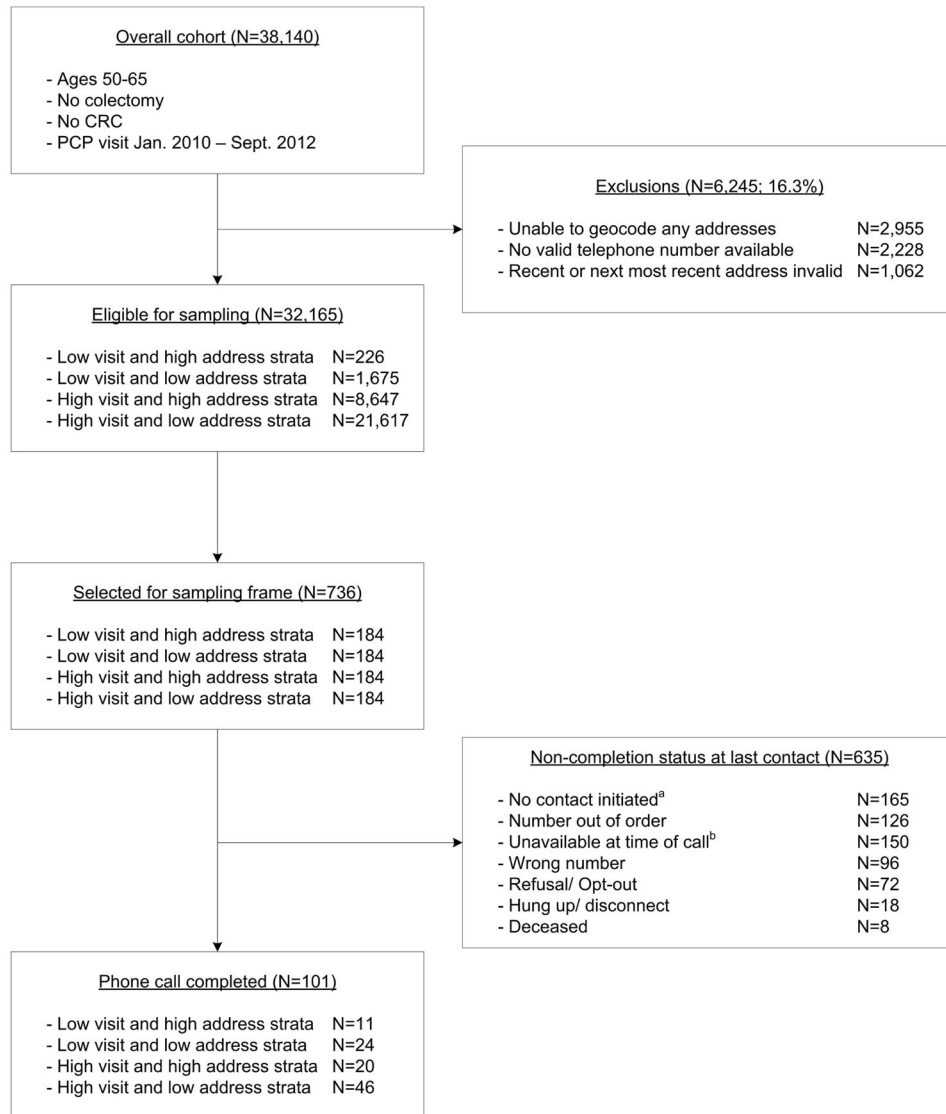 Overall cohort (N=38,140)
- Ages 50-65
- No colectomy
- No CRC
- PCP visit Jan. 2010 – Sept. 2012
Exclusions (N=6,245; 16.3%)
- Unable to geocode any addresses N=2,955
- No valid telephone number available N=2,228
- Recent or next most recent address invalid N=1,062
Eligible for sampling (N=32,165)
- Low visit and high address strata N=226
- Low visit and low address strata N=1,675
- High visit and high address strata N=8,647
- High visit and low address strata N=21,617
Selected for sampling frame (N=736)
- Low visit and high address strata N=184
- Low visit and low address strata N=184
- High visit and high address strata N=184
- High visit and low address strata N=184
Non-completion status at last contact (N=635)
- No contact initiatedᵃ N=165
- Number out of order N=126
- Unavailable at time of callᵇ N=150
- Wrong number N=96
- Refusal/ Opt-out N=72
- Hung up/ disconnect N=18
- Deceased N=8
Phone call completed (N=101)
- Low visit and high address strata N=11
- Low visit and low address strata N=24
- High visit and high address strata N=20
- High visit and low address strata N=46